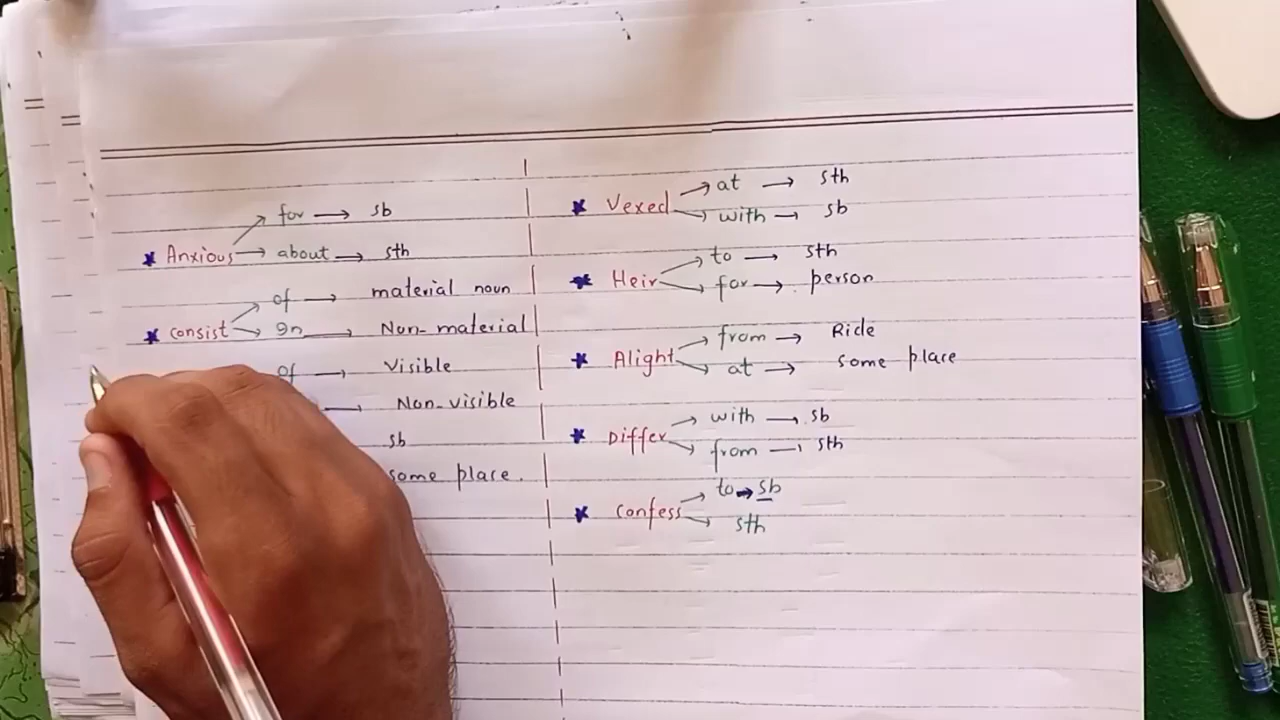 for → sb
★ Anxious → about → sth
of → material noun
★ consist → In → Non-material
of → Visible
→ Non-visible
sb
some place.
at → sth
★ Vexed
with → sb
to → sth
★ Heir
for → person
from → Ride
★ Alight
at → some place
with → sb
★ Differ
from → sth
to → sb
★ Confess
sth